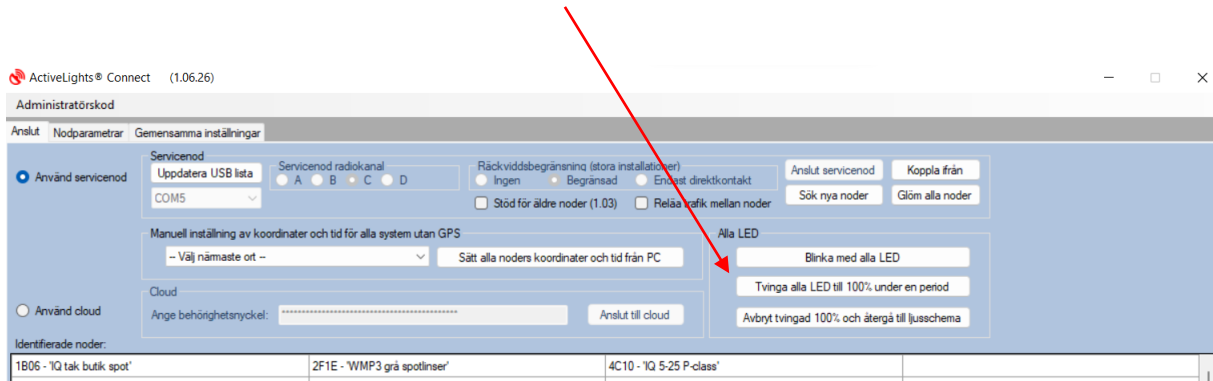 ActiveLights® Connect (1.06.26)
Administratörskod
Anslut Nodparametrar Gemensamma inställningar
Använd servicenod
Servicenod
Uppdatera USB lista
COM5
Servicenod radiokanal
A B C D
Räckviddsbegränsning (stora installationer)
Ingen Begränsad Endast direktkontakt
Stöd för äldre noder (1.03) Reläa trafik mellan noder
Anslut servicenod Koppla ifrån
Sök nya noder Glöm alla noder
Manuell inställning av koordinater och tid för alla system utan GPS
-- Välj närmaste ort -- Sätt alla noders koordinater och tid från PC
Alla LED
Blinka med alla LED
Tvinga alla LED till 100% under en period
Avbryt tvingad 100% och återgå till ljusschema
Använd cloud
Cloud
Ange behörighetsnyckel: Anslut till cloud
Identifierade noder:
1B06 - 'IQ tak butik spot' 2F1E - 'WMP3 grå spotlinser' 4C10 - 'IQ 5-25 P-class'